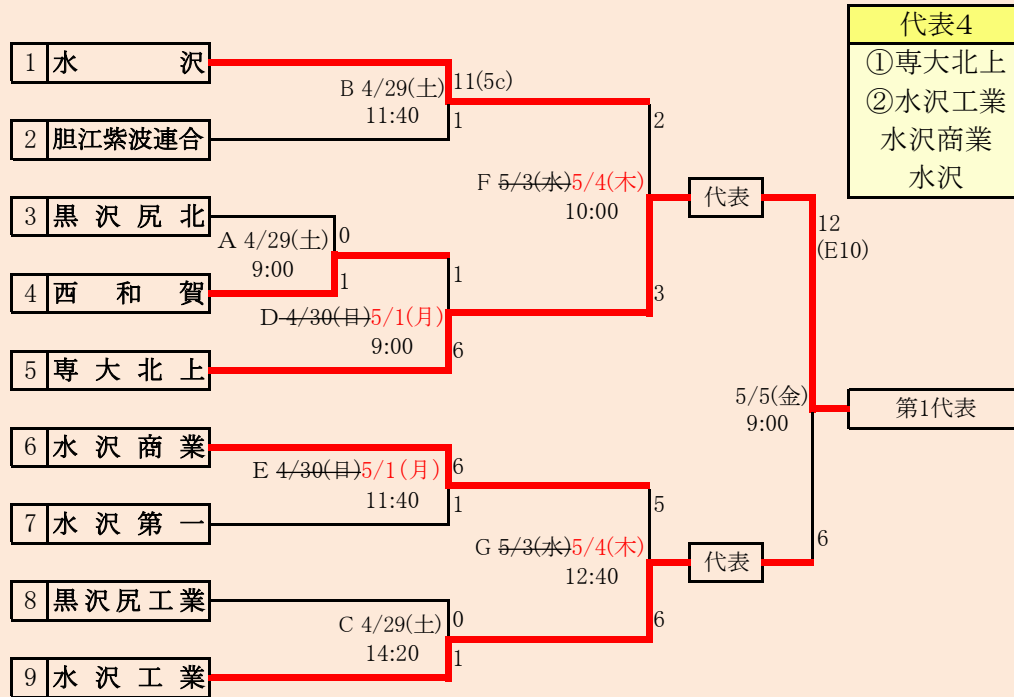 代表4
①専大北上
②水沢工業
水沢商業
水沢
1 水沢
2 胆江紫波連合
3 黒沢尻北
4 西和賀
5 専大北上
6 水沢商業
7 水沢第一
8 黒沢尻工業
9 水沢工業
B 4/29(土)
11:40
11(5c)
1
A 4/29(土)
9:00
0
1
D 4/30(日)5/1(月)
9:00
1
6
F 5/3(水)5/4(木)
10:00
2
3
代表
E 4/30(日)5/1(月)
11:40
6
1
C 4/29(土)
14:20
0
1
G 5/3(水)5/4(木)
12:40
5
6
代表
12
(E10)
5/5(金)
9:00
6
第1代表